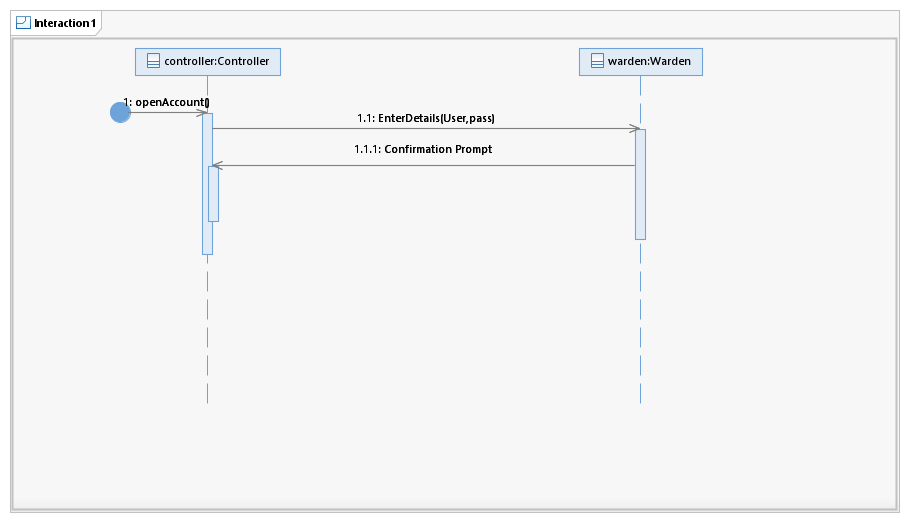 Interaction1
controller:Controller
warden:Warden
1: openAccount()
1.1: EnterDetails(User,pass)
1.1.1: Confirmation Prompt